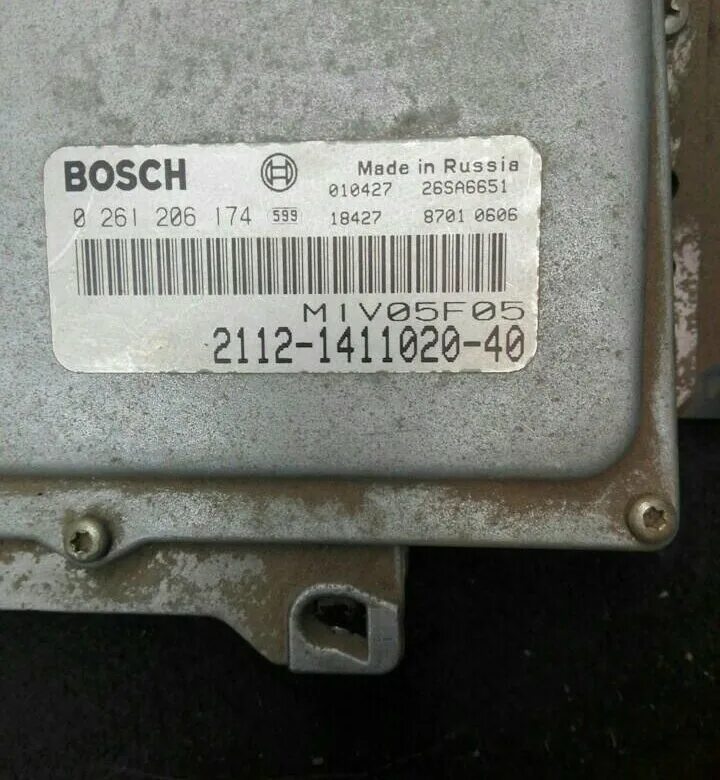 BOSCH Made in Russia
010427 26SA6651
0 261 206 174 599 18427 8701 0606
M1V05F05
2112-1411020-40